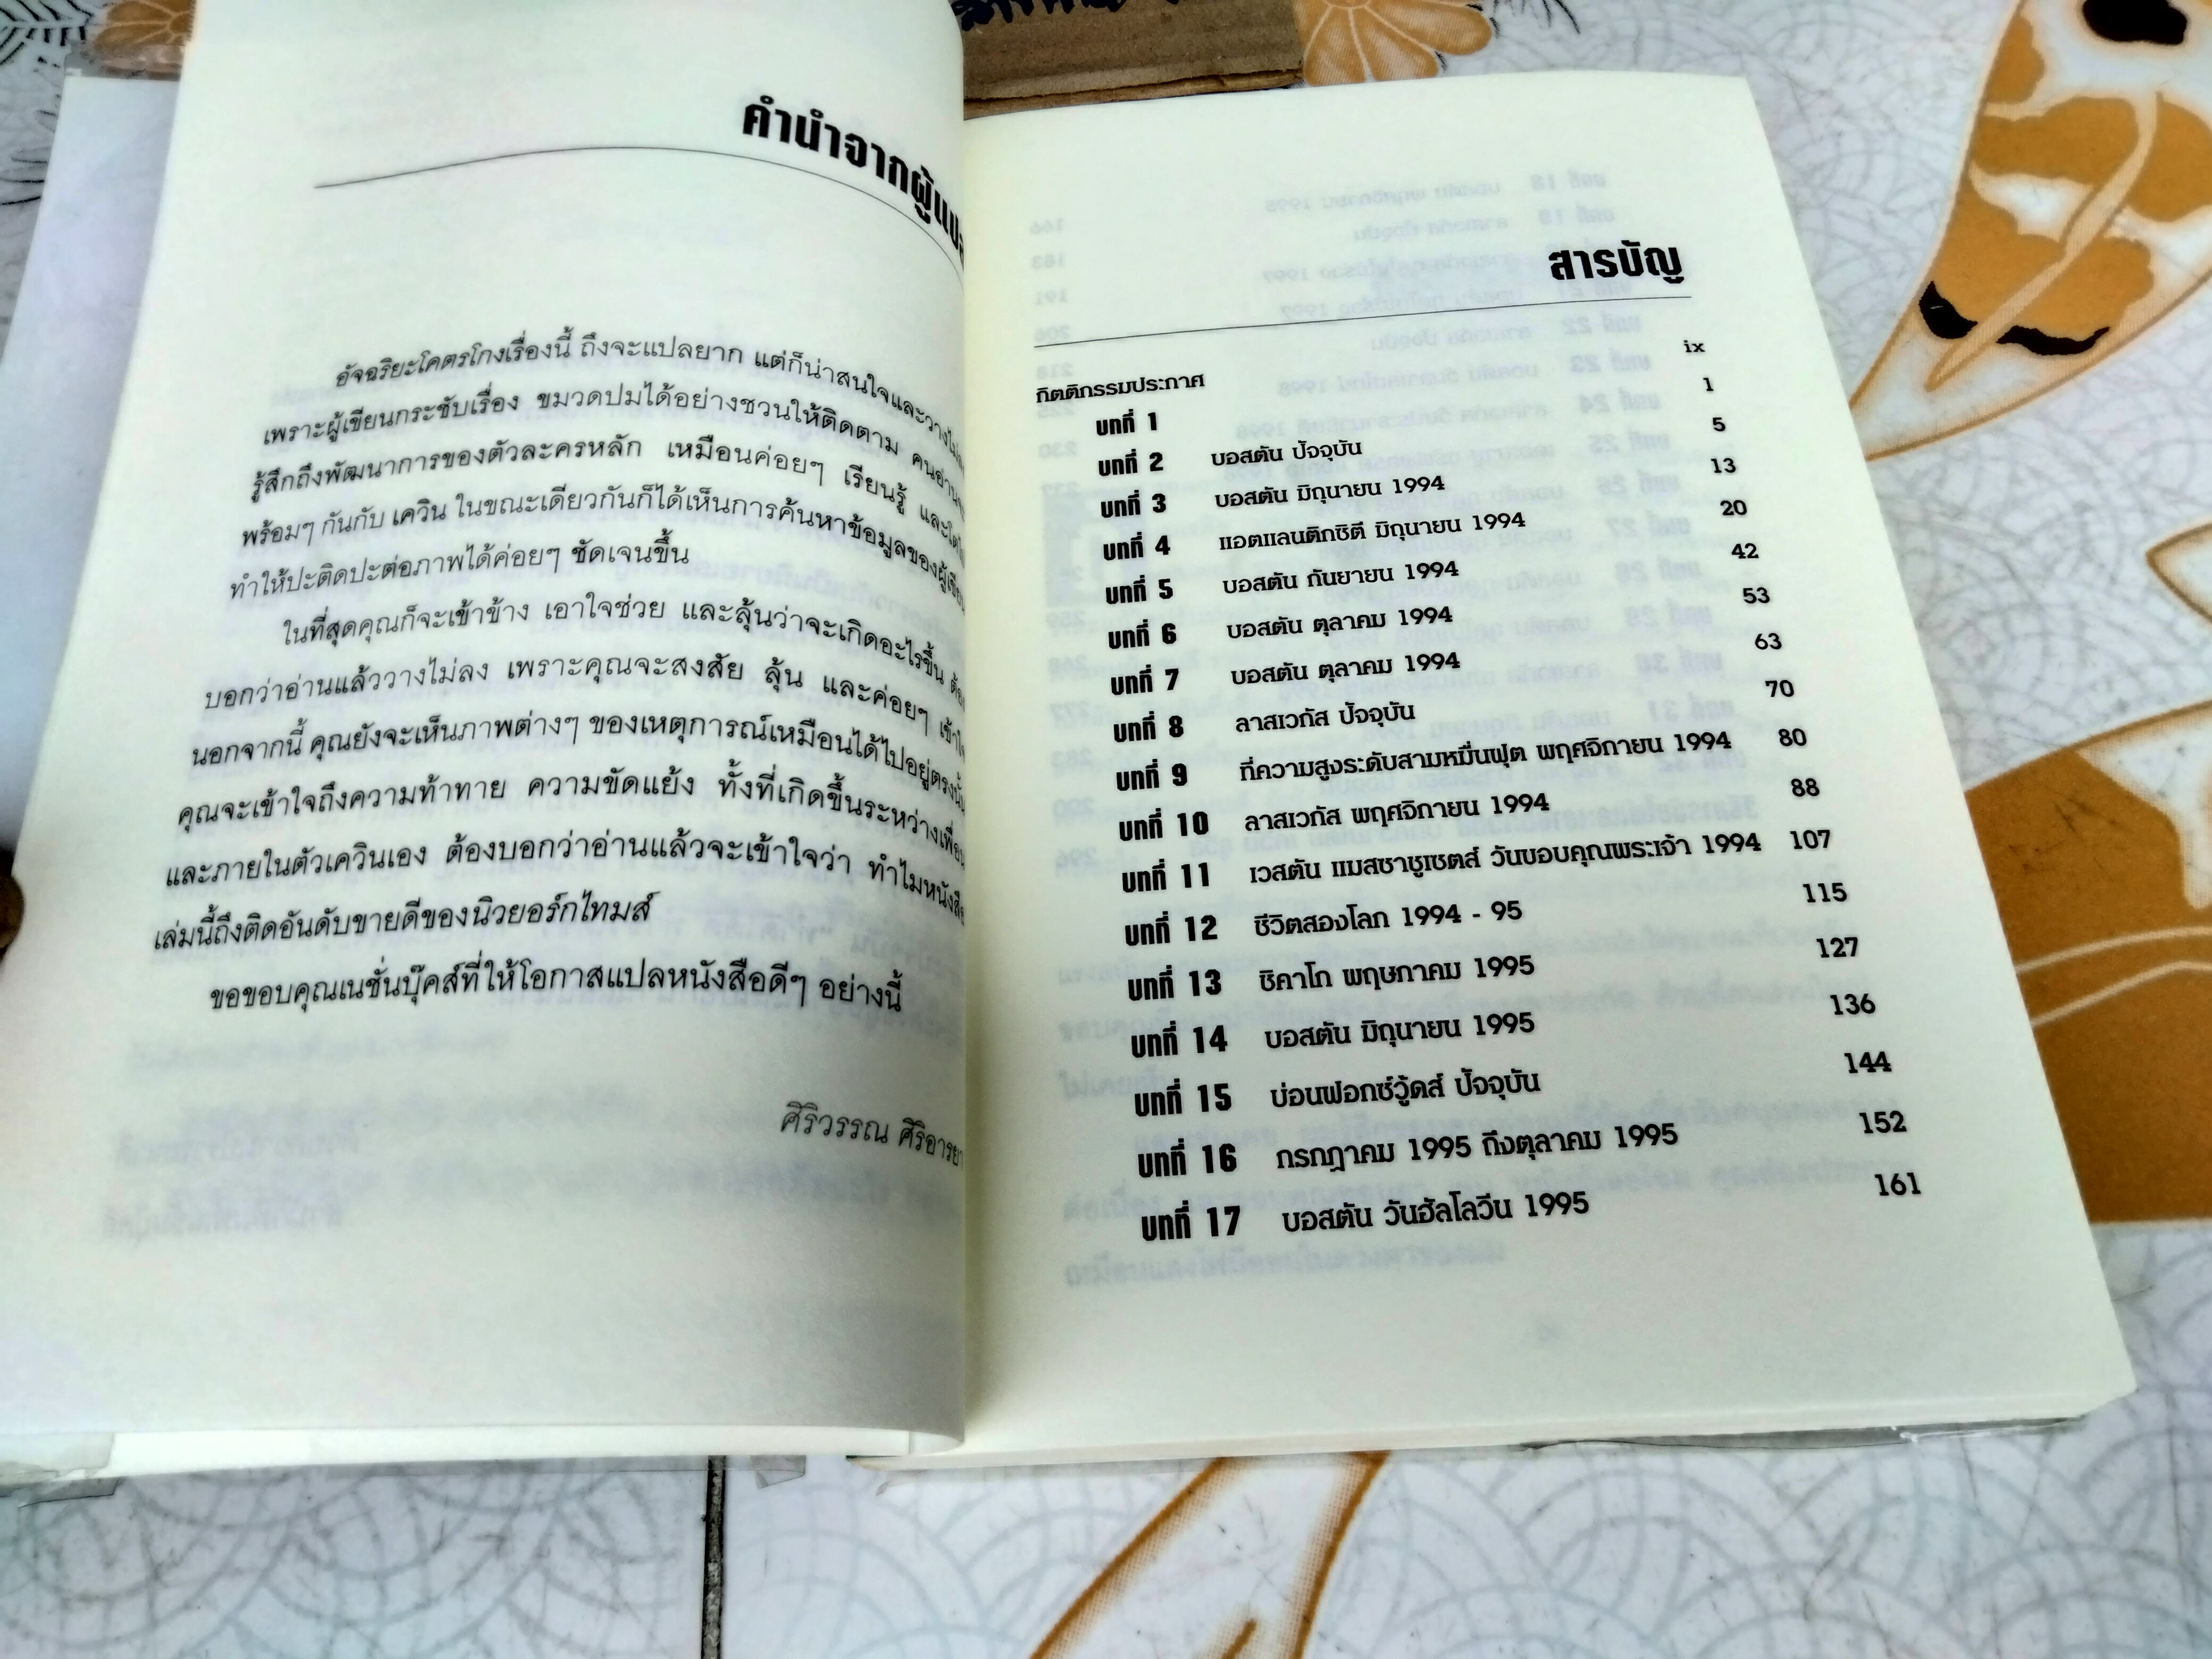 คำนำจากผู้แปล
อัจฉริยะโคตรโกงเรื่องนี้ ถึงจะแปลยาก แต่ก็น่าสนใจและวางไม่
เพราะผู้เขียนกระชับเรื่อง ขมวดปมได้อย่างชวนให้ติดตาม คนอ่าน
รู้สึกถึงพัฒนาการของตัวละครหลัก เหมือนค่อยๆ เรียนรู้ และ
พร้อมๆ กันกับ เควิน ในขณะเดียวกันก็ได้เห็นการค้นหาข้อมูลของผู้เขียน
ทำให้ปะติดปะต่อภาพได้ค่อยๆ ชัดเจนขึ้น
ในที่สุดคุณก็จะเข้าข้าง เอาใจช่วย และลุ้นว่าจะเกิดอะไรขึ้น ต้อง
บอกว่าอ่านแล้ววางไม่ลง เพราะคุณจะสงสัย ลุ้น และค่อยๆ เข้าใจ
นอกจากนี้ คุณยังจะเห็นภาพต่างๆ ของเหตุการณ์เหมือนได้ไปอยู่ตรงนั้น
คุณจะเข้าใจถึงความท้าทาย ความขัดแย้ง ทั้งที่เกิดขึ้นระหว่างเพื่อน
และภายในตัวเควินเอง ต้องบอกว่าอ่านแล้วจะเข้าใจว่า ทำไมหนังสือ
เล่มนี้ถึงติดอันดับขายดีของนิวยอร์กไทมส์
ขอขอบคุณเนชั่นบุ๊คส์ที่ให้โอกาสแปลหนังสือดีๆ อย่างนี้
ศิริวรรณ ศิริอารยา
สารบัญ
กิตติกรรมประกาศ ix
บทที่ 1 1
บทที่ 2 บอสตัน ปัจจุบัน 5
บทที่ 3 บอสตัน มิถุนายน 1994 13
บทที่ 4 แอตแลนติกซิตี มิถุนายน 1994 20
บทที่ 5 บอสตัน กันยายน 1994 42
บทที่ 6 บอสตัน ตุลาคม 1994 53
บทที่ 7 บอสตัน ตุลาคม 1994 63
บทที่ 8 ลาสเวกัส ปัจจุบัน 70
บทที่ 9 ที่ความสูงระดับสามหมื่นฟุต พฤศจิกายน 1994 80
บทที่ 10 ลาสเวกัส พฤศจิกายน 1994 88
บทที่ 11 เวสตัน แมสซาชูเซตส์ วันขอบคุณพระเจ้า 1994 107
บทที่ 12 ชีวิตสองโลก 1994 - 95 115
บทที่ 13 ชิคาโก พฤษภาคม 1995 127
บทที่ 14 บอสตัน มิถุนายน 1995 136
บทที่ 15 บ่อนฟอกซ์วู้ดส์ ปัจจุบัน 144
บทที่ 16 กรกฎาคม 1995 ถึงตุลาคม 1995 152
บทที่ 17 บอสตัน วันฮัลโลวีน 1995 161